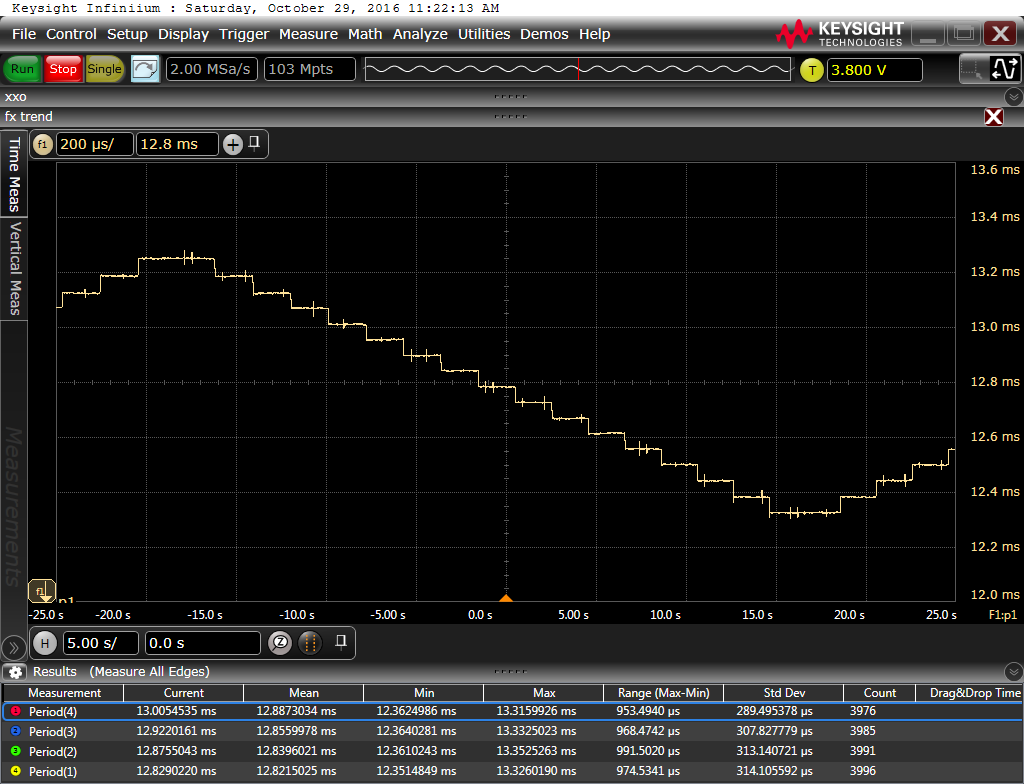 Keysight Infiniium : Saturday, October 29, 2016 11:22:13 AM
File Control Setup Display Trigger Measure Math Analyze Utilities Demos Help
KEYSIGHT
TECHNOLOGIES
Run Stop Single 2.00 MSa/s 103 Mpts T 3.800 V
xxo
fx trend
f1 200 µs/ 12.8 ms
Time Meas
Vertical Meas
Measurements
13.6 ms
13.4 ms
13.2 ms
13.0 ms
12.8 ms
12.6 ms
12.4 ms
12.2 ms
12.0 ms
f1
p1
-25.0 s -20.0 s -15.0 s -10.0 s -5.00 s 0.0 s 5.00 s 10.0 s 15.0 s 20.0 s 25.0 s F1:p1
H 5.00 s/ 0.0 s
Results (Measure All Edges)
Measurement Current Mean Min Max Range (Max-Min) Std Dev Count Drag&Drop Time
1 Period(4) 13.0054535 ms 12.8873034 ms 12.3624986 ms 13.3159926 ms 953.4940 µs 289.495378 µs 3976
2 Period(3) 12.9220161 ms 12.8559978 ms 12.3640281 ms 13.3325023 ms 968.4742 µs 307.827779 µs 3985
3 Period(2) 12.8755043 ms 12.8396021 ms 12.3610243 ms 13.3525263 ms 991.5020 µs 313.140721 µs 3991
4 Period(1) 12.8290220 ms 12.8215025 ms 12.3514849 ms 13.3260190 ms 974.5341 µs 314.105592 µs 3996